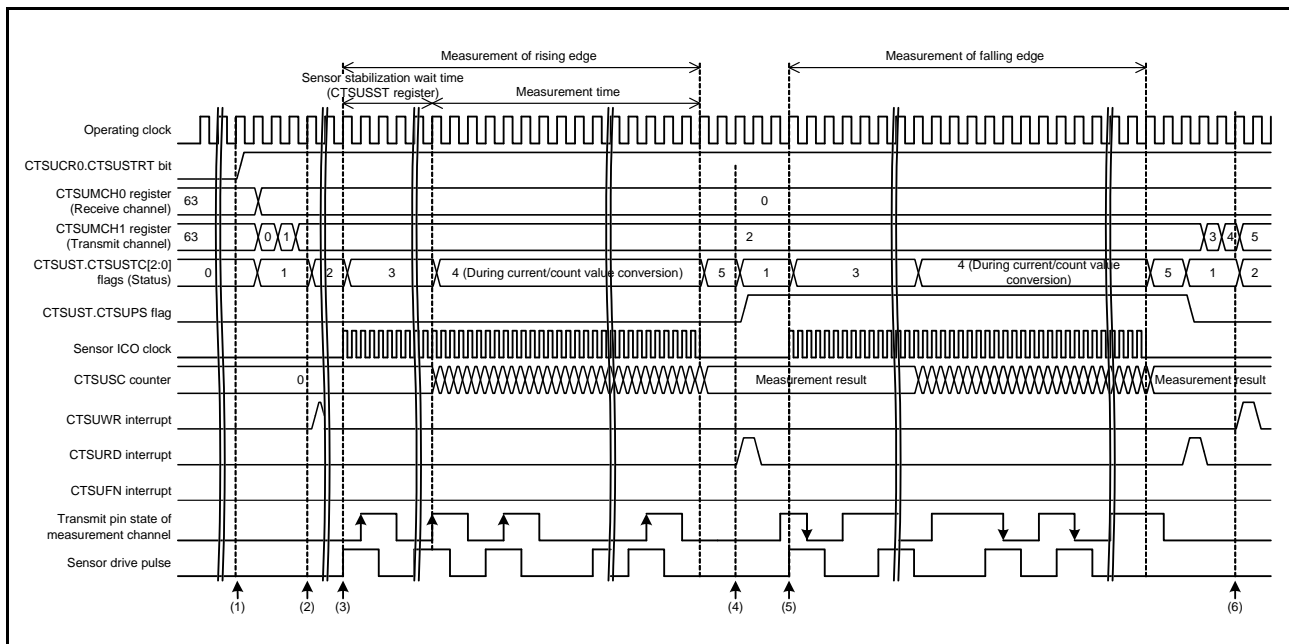 Measurement of rising edge
Measurement of falling edge
Sensor stabilization wait time
(CTSUSST register)
Measurement time
Operating clock
CTSUCR0.CTSUSTRT bit
CTSUMCH0 register
(Receive channel)
63
0
CTSUMCH1 register
(Transmit channel)
63
0
1
2
3
4
5
CTSUST.CTSUSTC[2:0]
flags (Status)
0
1
2
3
4 (During current/count value conversion)
5
1
3
4 (During current/count value
conversion)
5
1
2
CTSUST.CTSUPS flag
Sensor ICO clock
CTSUSC counter
0
Measurement result
Measurement result
CTSUWR interrupt
CTSURD interrupt
CTSUFN interrupt
Transmit pin state of
measurement channel
Sensor drive pulse
(1)
(2)
(3)
(4)
(5)
(6)